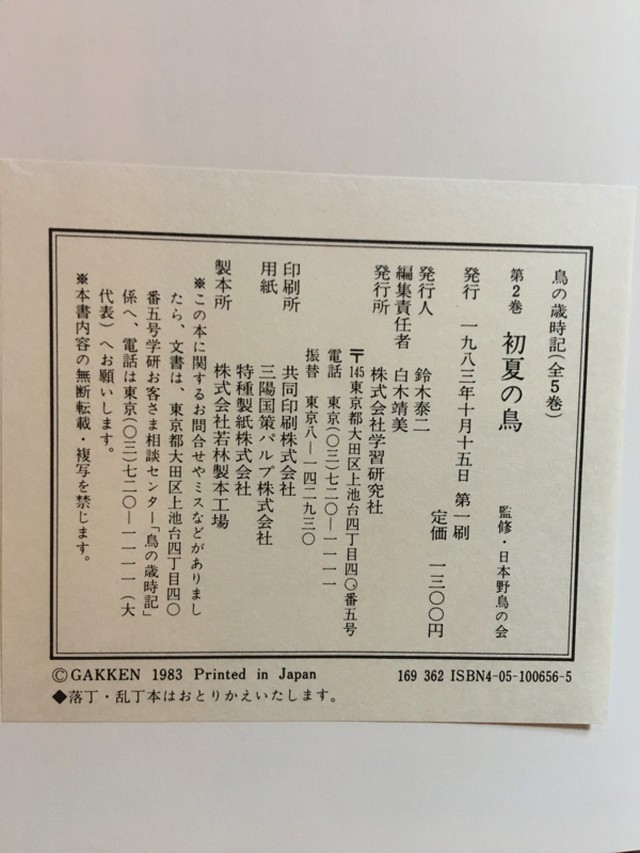 鳥の歳時記(全5巻)
第2巻 初夏の鳥 監修・日本野鳥の会
発行 一九八三年十月十五日 第一刷
定価 一三〇〇円
発行人 鈴木泰二
編集責任者 白木靖美
発行所 株式会社学習研究社
〒145東京都大田区上池台四丁目四〇番五号
電話 東京(〇三)七二〇―一一一一
振替 東京八―一四二九三〇
印刷所 共同印刷株式会社
用紙 三陽国策パルプ株式会社
特種製紙株式会社
製本所 株式会社若林製本工場
※この本に関するお問合せやミスなどがありまし
たら、文書は、東京都大田区上池台四丁目四〇
番五号学研お客さま相談センター「鳥の歳時記」
係へ、電話は東京(〇三)七二〇―一一一一(大
代表)へお願いします。
※本書内容の無断転載・複写を禁じます。
©GAKKEN 1983 Printed in Japan 169 362 ISBN4-05-100656-5
◆落丁・乱丁本はおとりかえいたします。